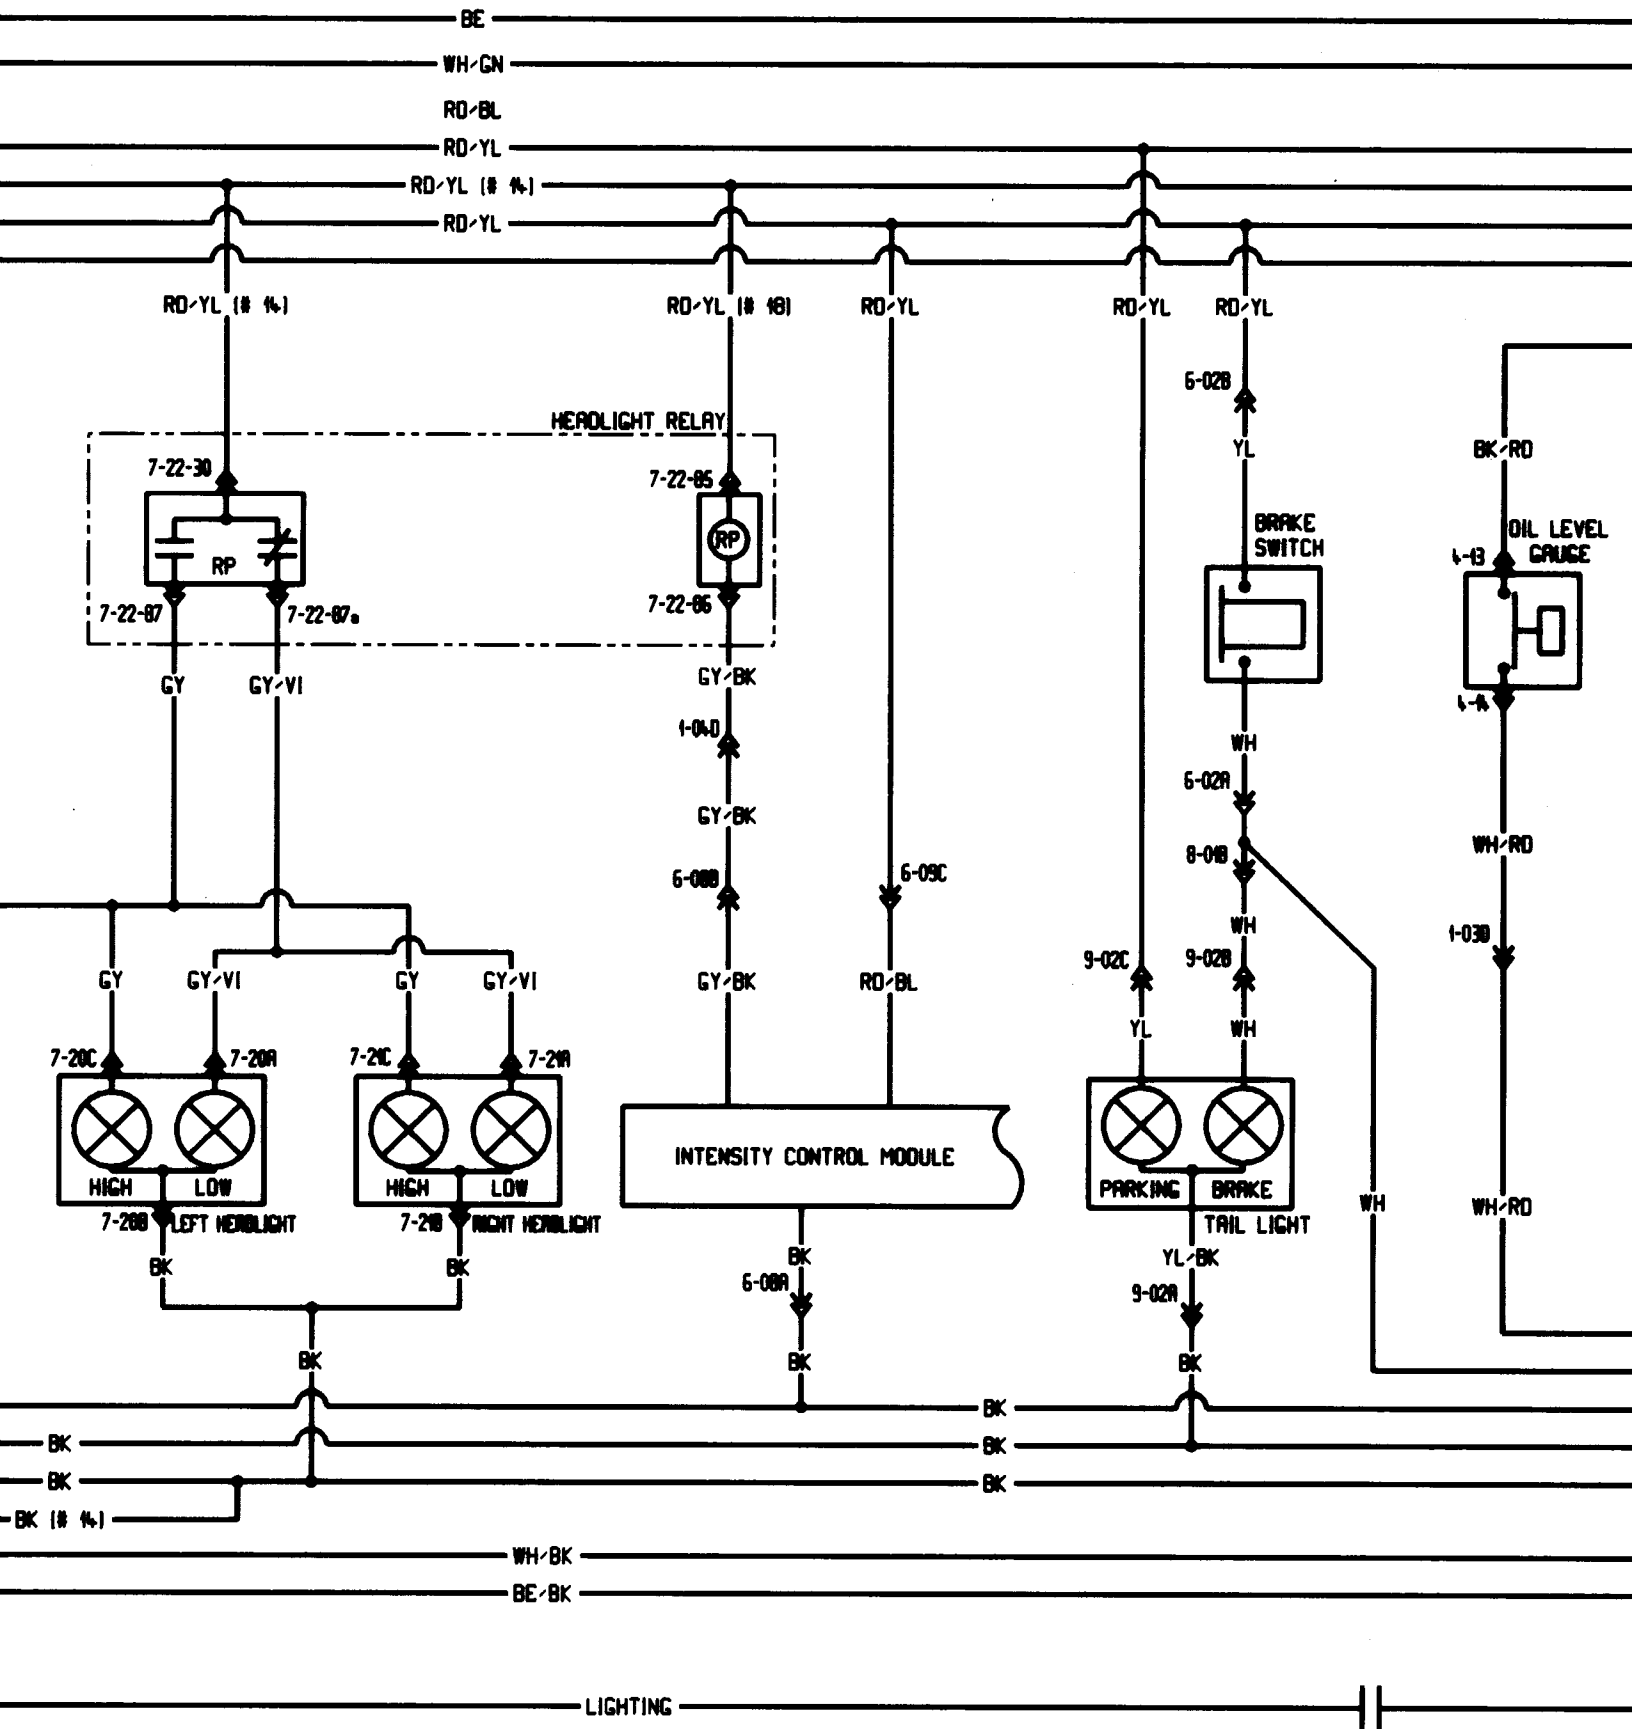 BE
WH/GN
RD/BL
RD/YL
RD/YL (# 14)
RD/YL
RD/YL (# 14)
RD/YL (# 18)
RD/YL
RD/YL
RD/YL
6-02B
HEADLIGHT RELAY
YL
BK/RD
7-22-30
7-22-85
BRAKE
SWITCH
OIL LEVEL
GAUGE
4-13
RP
RP
7-22-87
7-22-87a
7-22-86
GY
GY/VI
GY/BK
4-14
1-04D
WH
6-02A
GY/BK
WH/RD
8-01B
6-08B
6-09C
WH
1-03D
9-02C
9-02B
GY
GY/VI
GY
GY/VI
GY/BK
RD/BL
YL
WH
7-20C
7-20A
7-21C
7-21A
INTENSITY CONTROL MODULE
HIGH
LOW
HIGH
LOW
PARKING
BRAKE
WH
WH/RD
7-20B
LEFT HEADLIGHT
7-21B
RIGHT HEADLIGHT
TAIL LIGHT
BK
BK
BK
YL/BK
6-08A
9-02A
BK
BK
BK
BK
BK
BK
BK
BK
BK (# 14)
WH/BK
BE/BK
LIGHTING